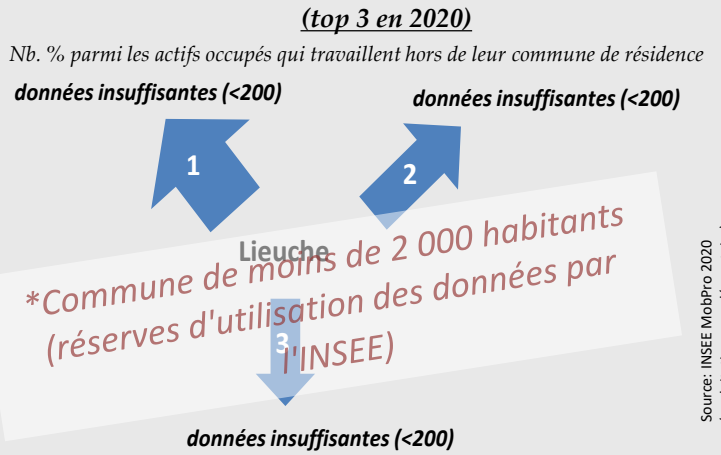 (top 3 en 2020)
Nb. % parmi les actifs occupés qui travaillent hors de leur commune de résidence
données insuffisantes (<200)
données insuffisantes (<200)
1
2
Lieuche
*Commune de moins de 2 000 habitants
(réserves d'utilisation des données par
l'INSEE)
3
données insuffisantes (<200)
Source: INSEE MobPro 2020